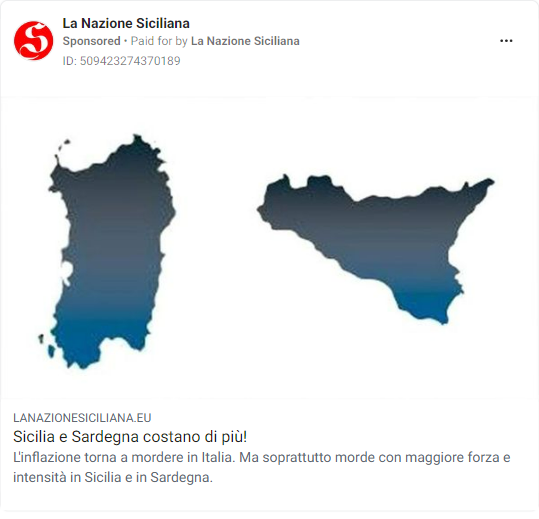 La Nazione Siciliana
Sponsored • Paid for by La Nazione Siciliana
ID: 509423274370189
LANAZIONESICILIANA.EU
Sicilia e Sardegna costano di più!
L'inflazione torna a mordere in Italia. Ma soprattutto morde con maggiore forza e
intensità in Sicilia e in Sardegna.